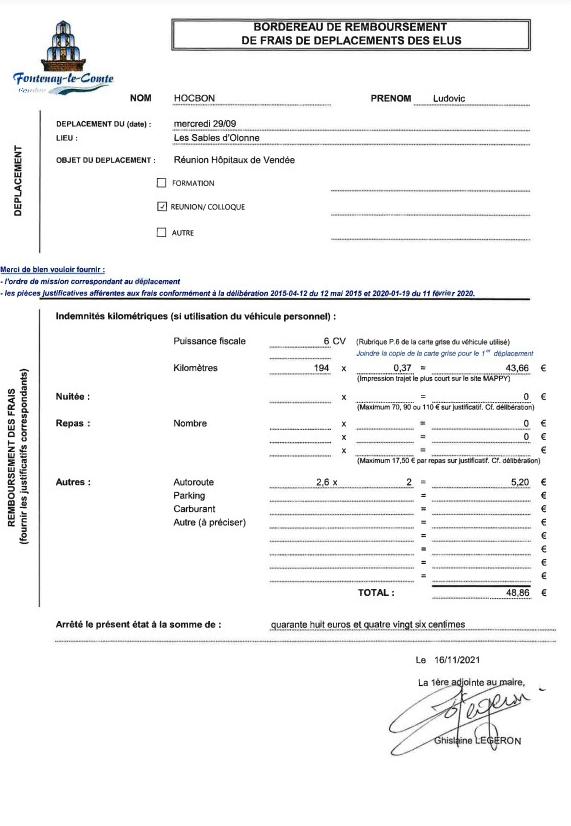 BORDEREAU DE REMBOURSEMENT
DE FRAIS DE DEPLACEMENTS DES ELUS
Fontenay-le-Comte
Vendée
NOM HOCBON PRENOM Ludovic
DEPLACEMENT
DEPLACEMENT DU (date) : mercredi 29/09
LIEU : Les Sables d'Olonne
OBJET DU DEPLACEMENT : Réunion Hôpitaux de Vendée
☐ FORMATION
☑ REUNION/ COLLOQUE
☐ AUTRE
Merci de bien vouloir fournir :
- l'ordre de mission correspondant au déplacement
- les pièces justificatives afférentes aux frais conformément à la délibération 2015-04-12 du 12 mai 2015 et 2020-01-19 du 11 février 2020.
REMBOURSEMENT DES FRAIS
(fournir les justificatifs correspondants)
Indemnités kilométriques (si utilisation du véhicule personnel) :
Puissance fiscale 6 CV (Rubrique P.6 de la carte grise du véhicule utilisé)
Joindre la copie de la carte grise pour le 1er déplacement
Kilomètres 194 x 0,37 = 43,66 €
(Impression trajet le plus court sur le site MAPPY)
Nuitée : x = 0 €
(Maximum 70, 90 ou 110 € sur justificatif. Cf. délibération)
Repas : Nombre x = 0 €
x = 0 €
x = €
(Maximum 17,50 € par repas sur justificatif. Cf. délibération)
Autres : Autoroute 2,6 x 2 = 5,20 €
Parking = €
Carburant = €
Autre (à préciser) = €
= €
= €
= €
= €
TOTAL : 48,86 €
Arrêté le présent état à la somme de : quarante huit euros et quatre vingt six centimes
Le 16/11/2021
La 1ère adjointe au maire,
Ghislaine LEGERON